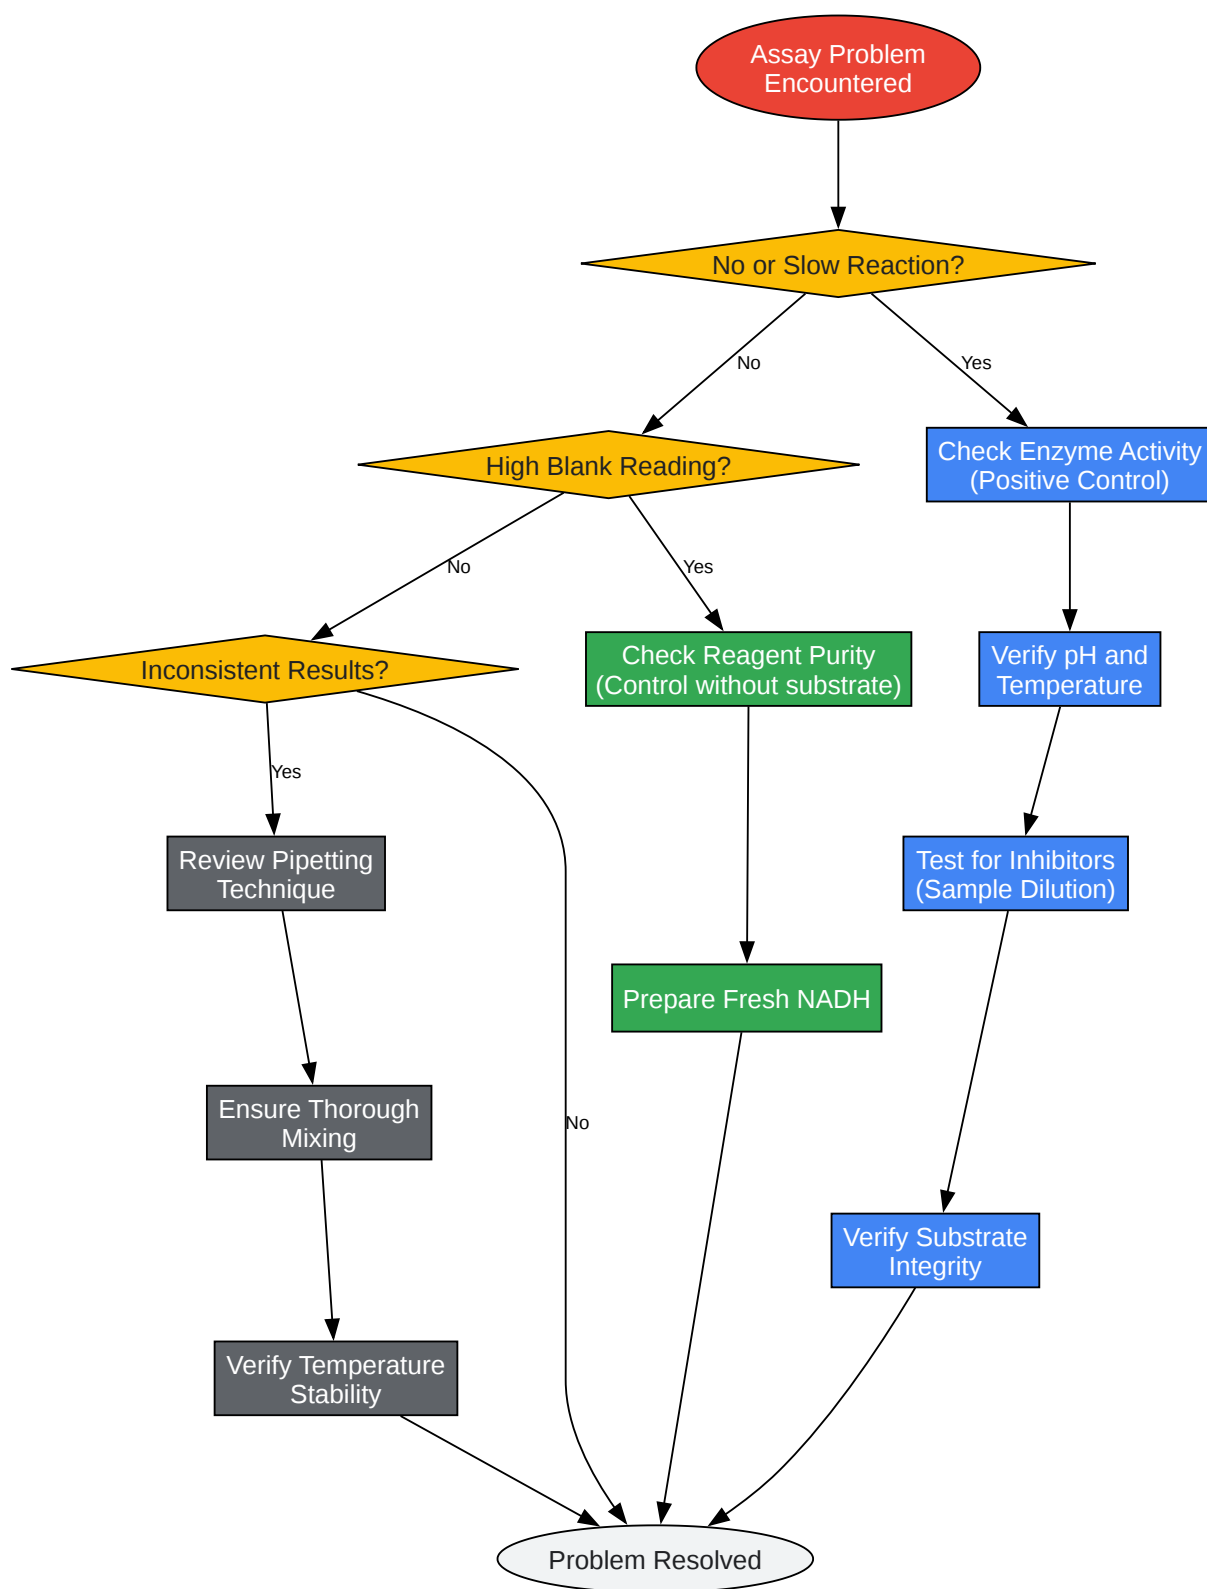 Assay Problem
Encountered
No or Slow Reaction?
No
Yes
High Blank Reading?
Check Enzyme Activity
(Positive Control)
No
Yes
Inconsistent Results?
Check Reagent Purity
(Control without substrate)
Verify pH and
Temperature
Yes
Review Pipetting
Technique
Test for Inhibitors
(Sample Dilution)
Prepare Fresh NADH
Ensure Thorough
Mixing
No
Verify Substrate
Integrity
Verify Temperature
Stability
Problem Resolved